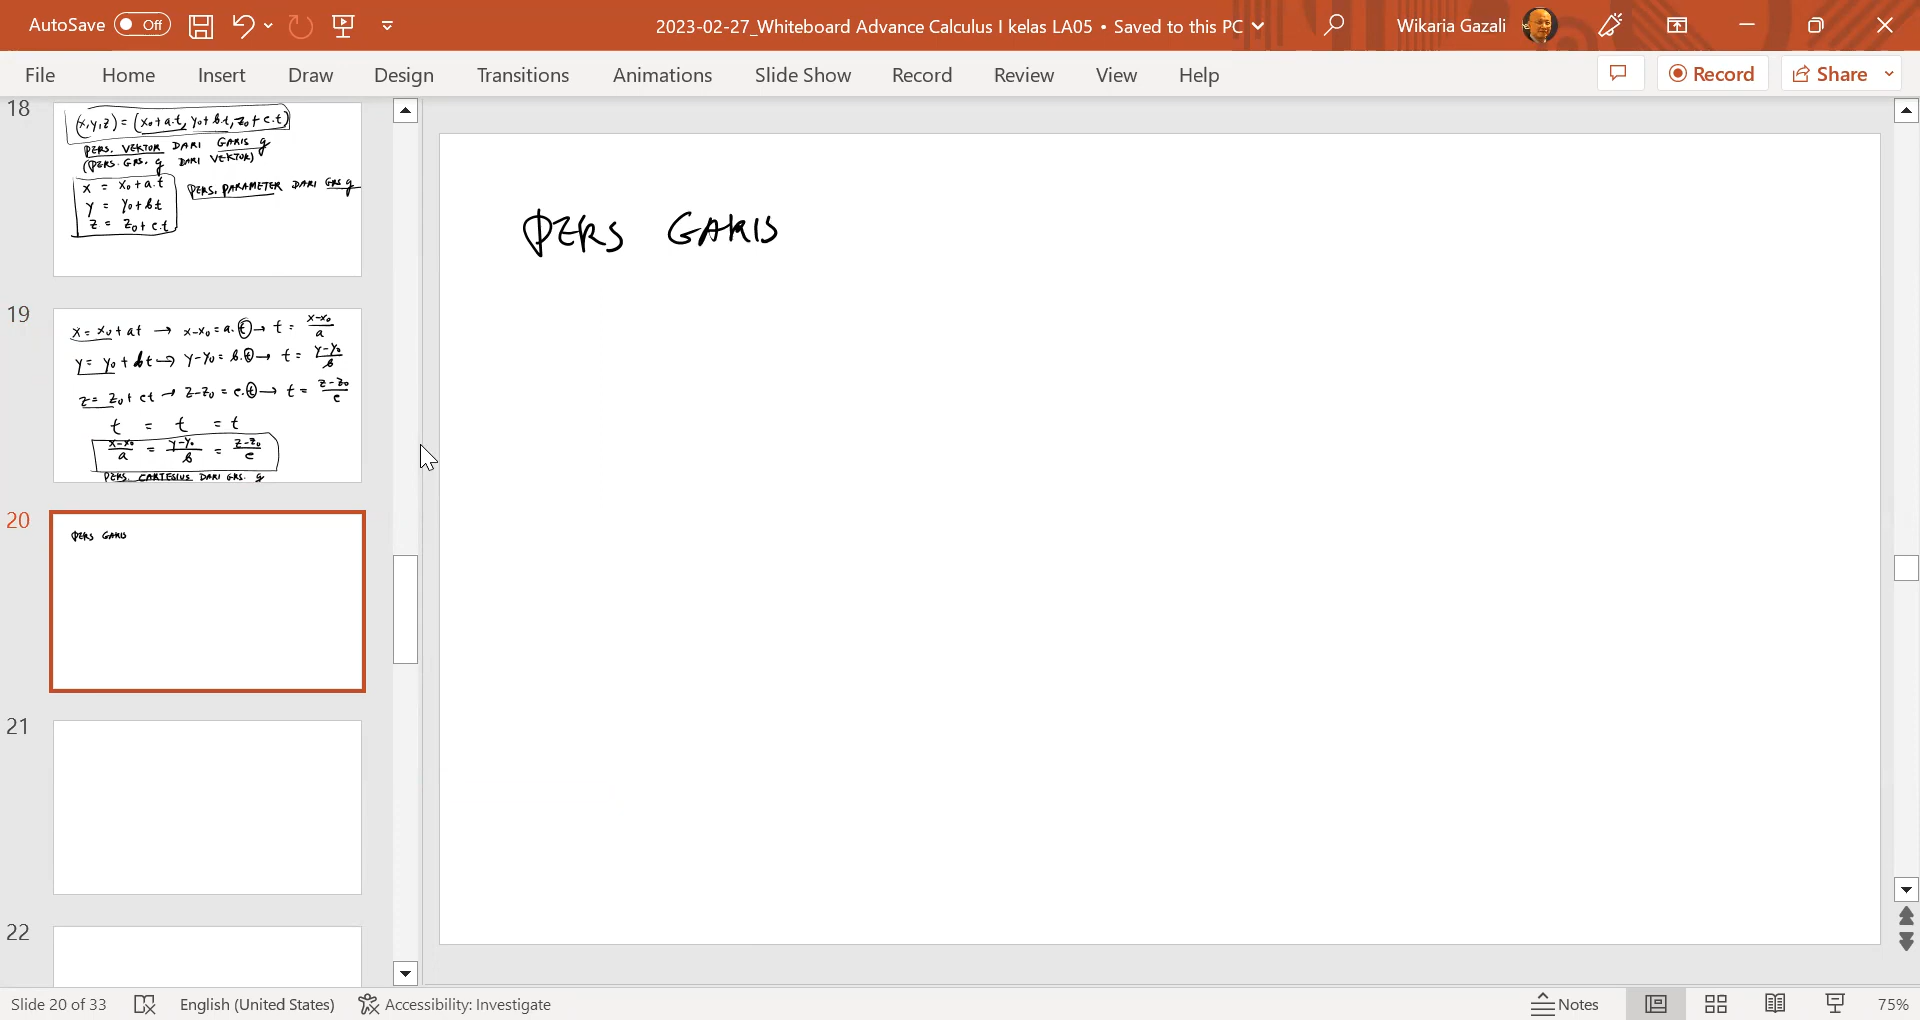 AutoSave Off 2023-02-27_Whiteboard Advance Calculus I kelas LA05 • Saved to this PC Wikaria Gazali
File Home Insert Draw Design Transitions Animations Slide Show Record Review View Help Record Share
18
(x,y,z) = (x₀+a.t, y₀+bt, z₀+c.t)
PERS. VEKTOR DARI GARIS g
(PERS. GRS. g DARI VEKTOR)
x = x₀+a.t PERS. PARAMETER DARI GRS g
y = y₀+bt
z = z₀+c.t
19
x = x₀+at → x-x₀ = a.t → t = x-x₀/a
y = y₀+bt → y-y₀ = b.t → t = y-y₀/b
z = z₀+ct → z-z₀ = c.t → t = z-z₀/c
t = t = t
x-x₀/a = y-y₀/b = z-z₀/c
PERS. CARTESIUS DARI GRS. g
20
PERS GARIS
21
22
PERS GARIS
Slide 20 of 33 English (United States) Accessibility: Investigate Notes 75%